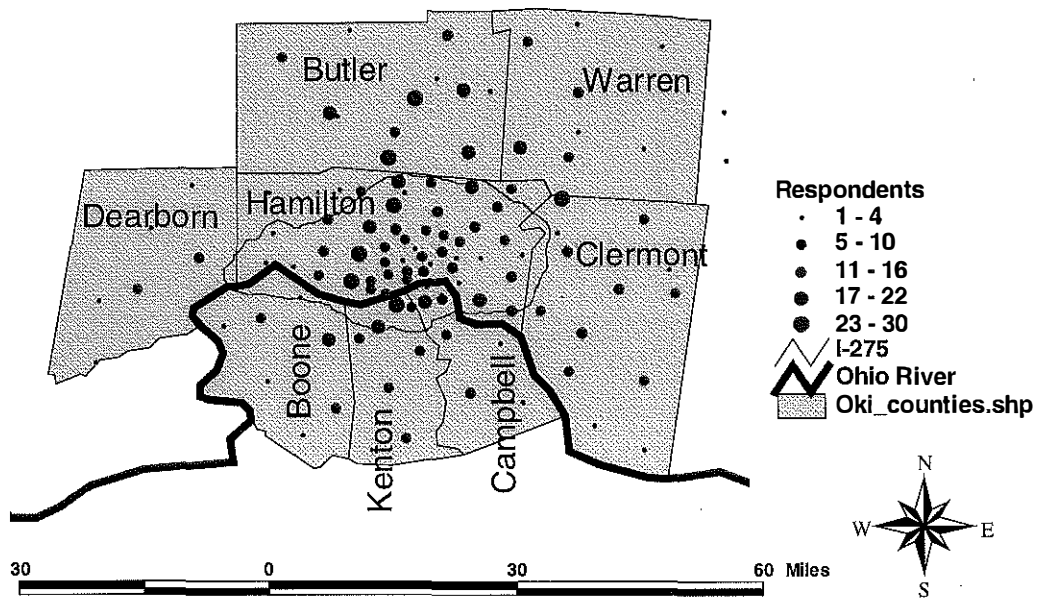 Butler
Warren
Dearborn
Hamilton
Clermont
Boone
Kenton
Campbell
Respondents
1 - 4
5 - 10
11 - 16
17 - 22
23 - 30
I-275
Ohio River
Oki_counties.shp
N
W E
S
30 0 30 60 Miles